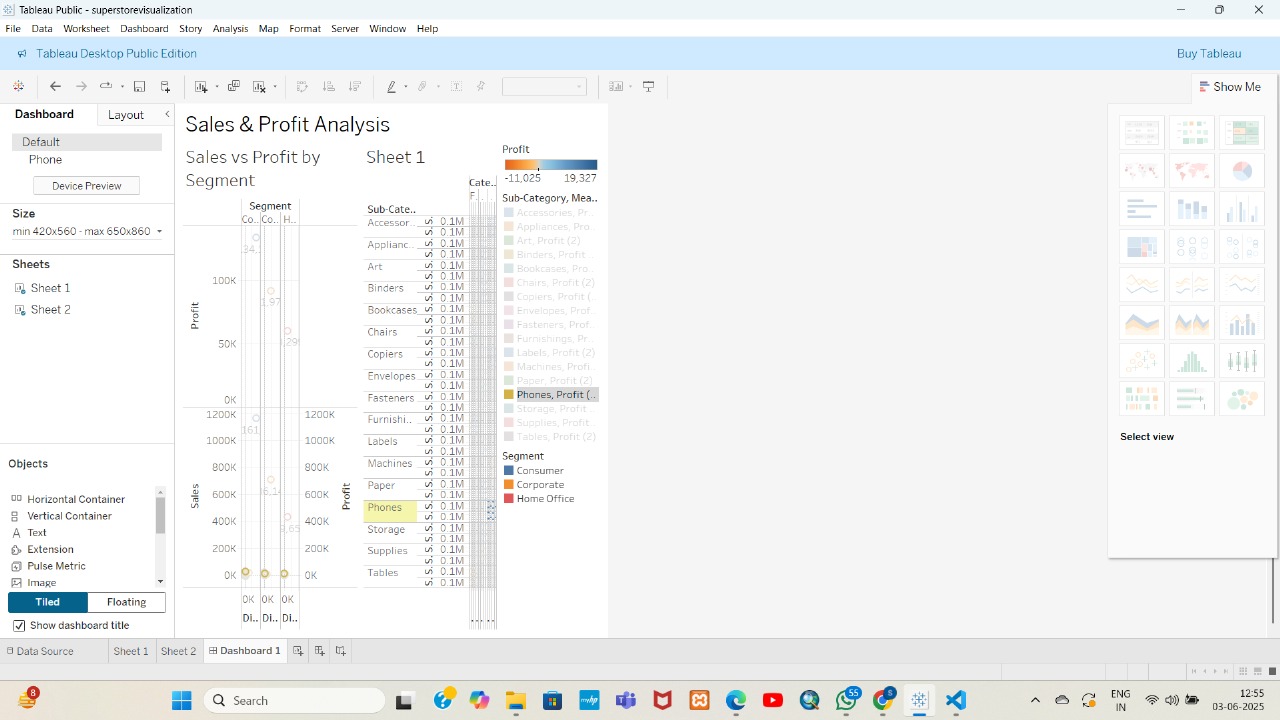 Tableau Public - superstorevisualization
File Data Worksheet Dashboard Story Analysis Map Format Server Window Help
Tableau Desktop Public Edition Buy Tableau
Show Me
Dashboard Layout
Default
Phone
Device Preview
Size
min 420x560 - max 650x860
Sheets
Sheet 1
Sheet 2
Objects
Horizontal Container
Vertical Container
Text
Extension
Pulse Metric
Image
Tiled Floating
Show dashboard title
Sales & Profit Analysis
Sales vs Profit by
Segment
Segment
Co.. Co.. H..
Profit
100K
50K
0K
Sales
1200K 1200K
1000K 1000K
800K 800K
600K 600K
400K 400K
200K 200K
0K 0K
Profit
0K 0K 0K
Di.. Di.. Di..
Sheet 1
Cate..
F..
Sub-Cate..
Accessor.. S. 0.1M
S. 0.1M
Applianc.. S. 0.1M
S. 0.1M
Art S. 0.1M
S. 0.1M
Binders S. 0.1M
S. 0.1M
Bookcases S. 0.1M
S. 0.1M
Chairs S. 0.1M
S. 0.1M
Copiers S. 0.1M
S. 0.1M
Envelopes S. 0.1M
S. 0.1M
Fasteners S. 0.1M
S. 0.1M
Furnishi.. S. 0.1M
S. 0.1M
Labels S. 0.1M
S. 0.1M
Machines S. 0.1M
S. 0.1M
Paper S. 0.1M
S. 0.1M
Phones S. 0.1M
S. 0.1M
Storage S. 0.1M
S. 0.1M
Supplies S. 0.1M
S. 0.1M
Tables S. 0.1M
S. 0.1M
Profit
-11,025 19,327
Sub-Category, Mea..
Accessories, Pr..
Appliances, Pro..
Art, Profit (2)
Binders, Profit ..
Bookcases, Pro..
Chairs, Profit (2)
Copiers, Profit (..
Envelopes, Prof..
Fasteners, Prof..
Furnishings, Pr..
Labels, Profit (2)
Machines, Profi..
Paper, Profit (2)
Phones, Profit (..
Storage, Profit ..
Supplies, Profit ..
Tables, Profit (2)
Segment
Consumer
Corporate
Home Office
Select view
Data Source Sheet 1 Sheet 2 Dashboard 1
8 Search 55 ENG 12:55
IN 03-06-2025